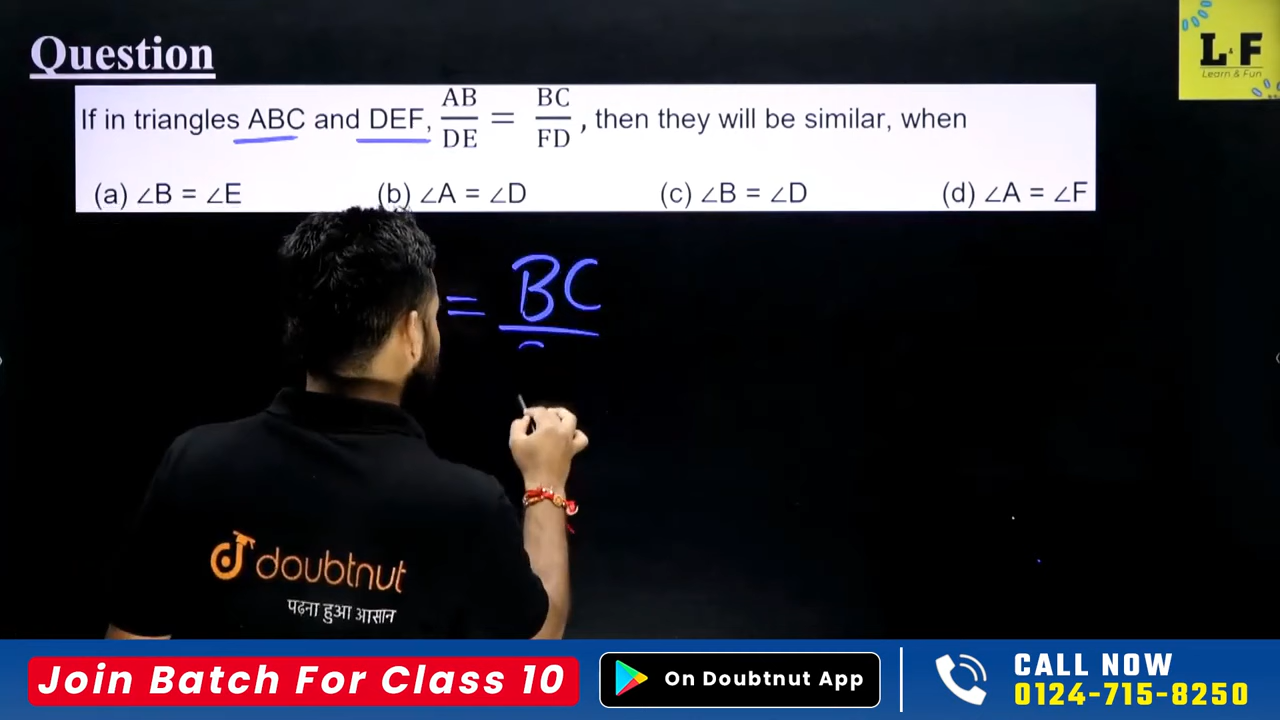 Question
L&F
Learn & Fun
If in triangles ABC and DEF, AB/DE = BC/FD, then they will be similar, when
(a) ∠B = ∠E (b) ∠A = ∠D (c) ∠B = ∠D (d) ∠A = ∠F
= BC
doubtnut
पढ़ना हुआ आसान
Join Batch For Class 10
On Doubtnut App
CALL NOW
0124-715-8250